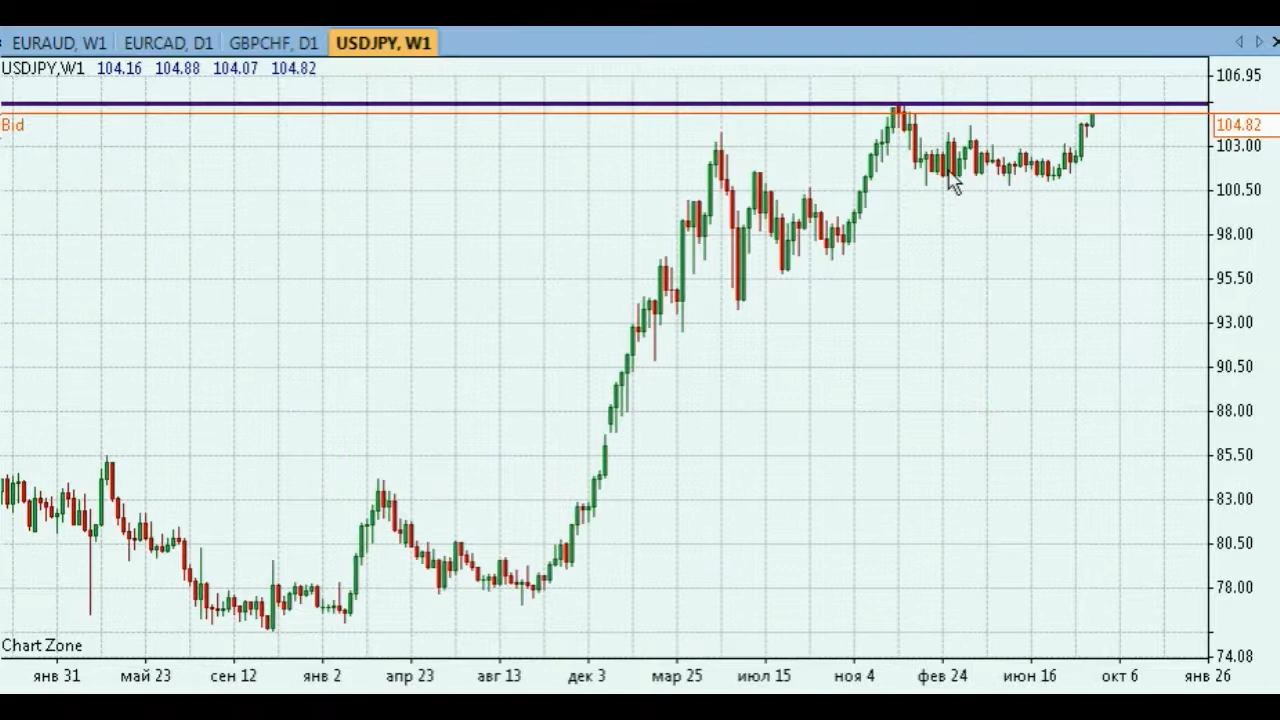 EURAUD, W1 EURCAD, D1 GBPCHF, D1 USDJPY, W1
USDJPY,W1 104.16 104.88 104.07 104.82
106.95
Bid
104.82
103.00
100.50
98.00
95.50
93.00
90.50
88.00
85.50
83.00
80.50
78.00
Chart Zone
74.08
янв 31 май 23 сен 12 янв 2 апр 23 авг 13 дек 3 мар 25 июл 15 ноя 4 фев 24 июн 16 окт 6 янв 26